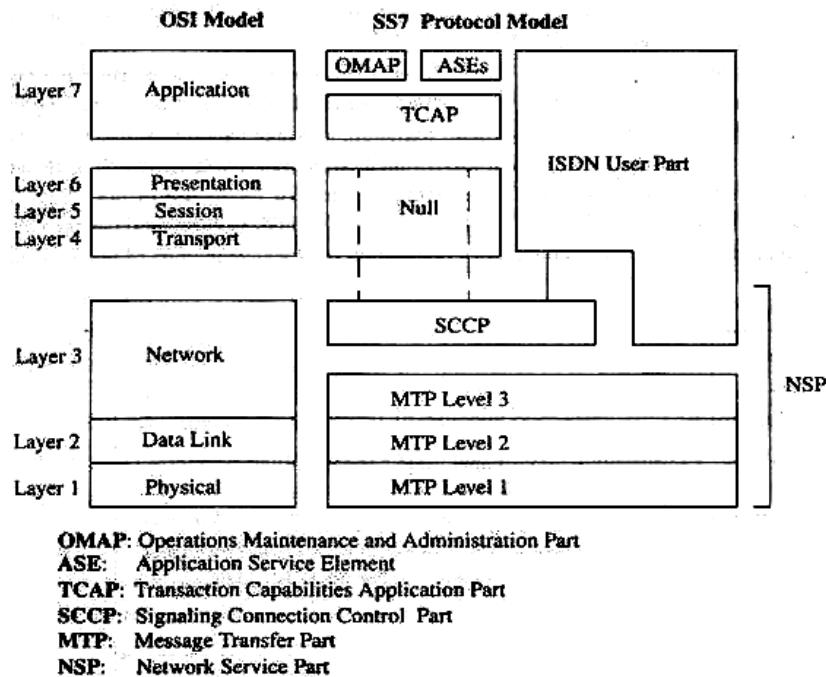 OSI Model SS7 Protocol Model
Layer 7 Application OMAP ASEs
TCAP
ISDN User Part
Layer 6 Presentation
Layer 5 Session Null
Layer 4 Transport
SCCP
Layer 3 Network
NSP
MTP Level 3
Layer 2 Data Link MTP Level 2
Layer 1 Physical MTP Level 1
OMAP: Operations Maintenance and Administration Part
ASE: Application Service Element
TCAP: Transaction Capabilities Application Part
SCCP: Signaling Connection Control Part
MTP: Message Transfer Part
NSP: Network Service Part